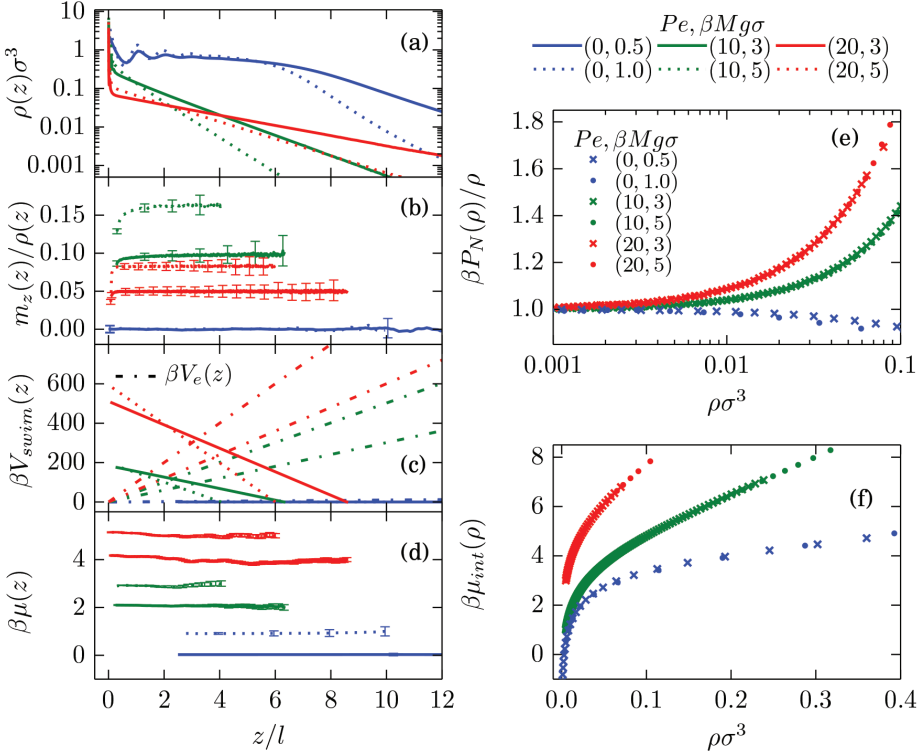 Pe, βMgσ
(0, 0.5) (10, 3) (20, 3)
(0, 1.0) (10, 5) (20, 5)
ρ(z)σ³
10
1
0.1
0.01
0.001
(a)
m_z(z)/ρ(z)
0.15
0.10
0.05
0.00
(b)
βV_swim(z)
600
400
200
0
βV_e(z)
(c)
βμ(z)
4
2
0
(d)
0 2 4 6 8 10 12
z/l
βP_N(ρ)/ρ
1.8
1.6
1.4
1.2
1.0
Pe, βMgσ
(0, 0.5)
(0, 1.0)
(10, 3)
(10, 5)
(20, 3)
(20, 5)
(e)
0.001 0.01 0.1
ρσ³
βμ_int(ρ)
8
6
4
2
0
(f)
0.0 0.1 0.2 0.3 0.4
ρσ³